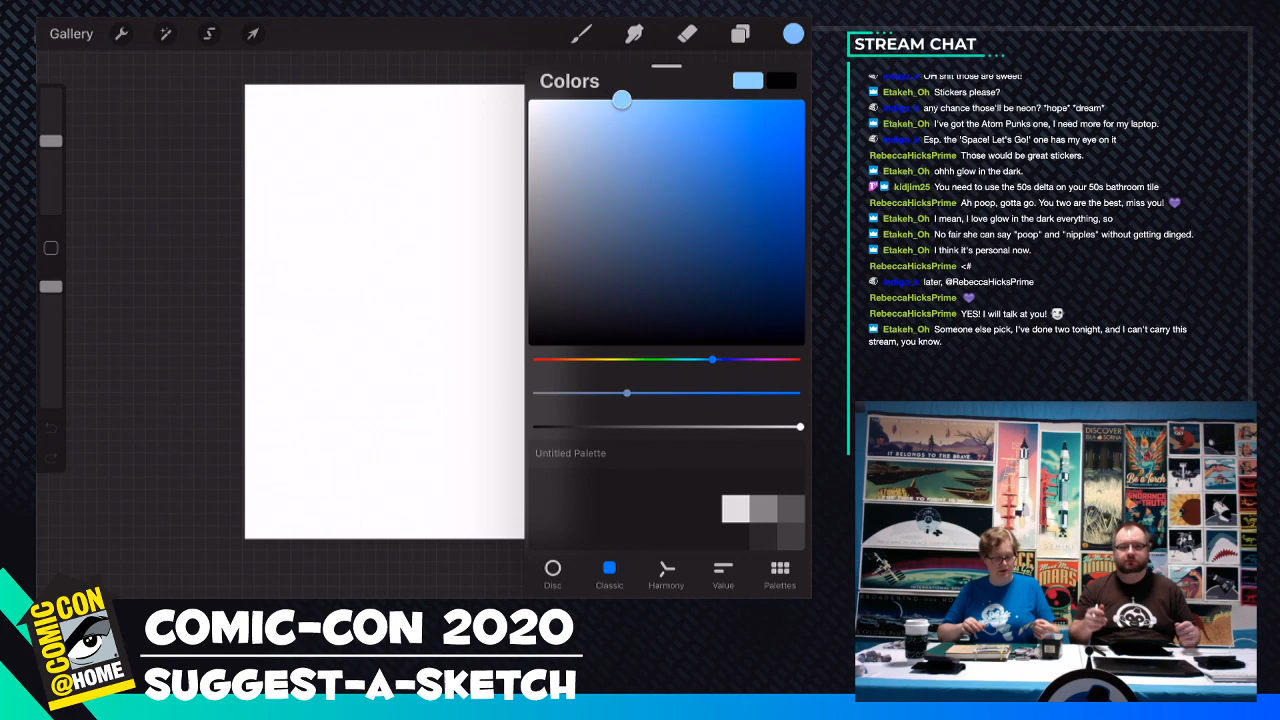 Gallery
Colors
Untitled Palette
Disc
Classic
Harmony
Value
Palettes
STREAM CHAT
OH shit those are sweet!
Etakeh_Oh Stickers please?
any chance those'll be neon? *hope* *dream*
Etakeh_Oh I've got the Atom Punks one, I need more for my laptop.
Esp. the 'Space! Let's Go!' one has my eye on it
RebeccaHicksPrime Those would be great stickers.
Etakeh_Oh ohhh glow in the dark.
kidjim25 You need to use the 50s delta on your 50s bathroom tile
RebeccaHicksPrime Ah poop, gotta go. You two are the best, miss you! 💜
Etakeh_Oh I mean, I love glow in the dark everything, so
Etakeh_Oh No fair she can say "poop" and "nipples" without getting dinged.
Etakeh_Oh I think it's personal now.
RebeccaHicksPrime <#
later, @RebeccaHicksPrime
RebeccaHicksPrime 💜
RebeccaHicksPrime YES! I will talk at you!
Etakeh_Oh Someone else pick, I've done two tonight, and I can't carry this
stream, you know.
IT BELONGS TO THE BRAVE
DISCOVER
Be a Torch
IGNORANCE
TRUTH
GEMINI
Mars
COMIC CON
COMIC CON
@HOME
COMIC-CON 2020
SUGGEST-A-SKETCH